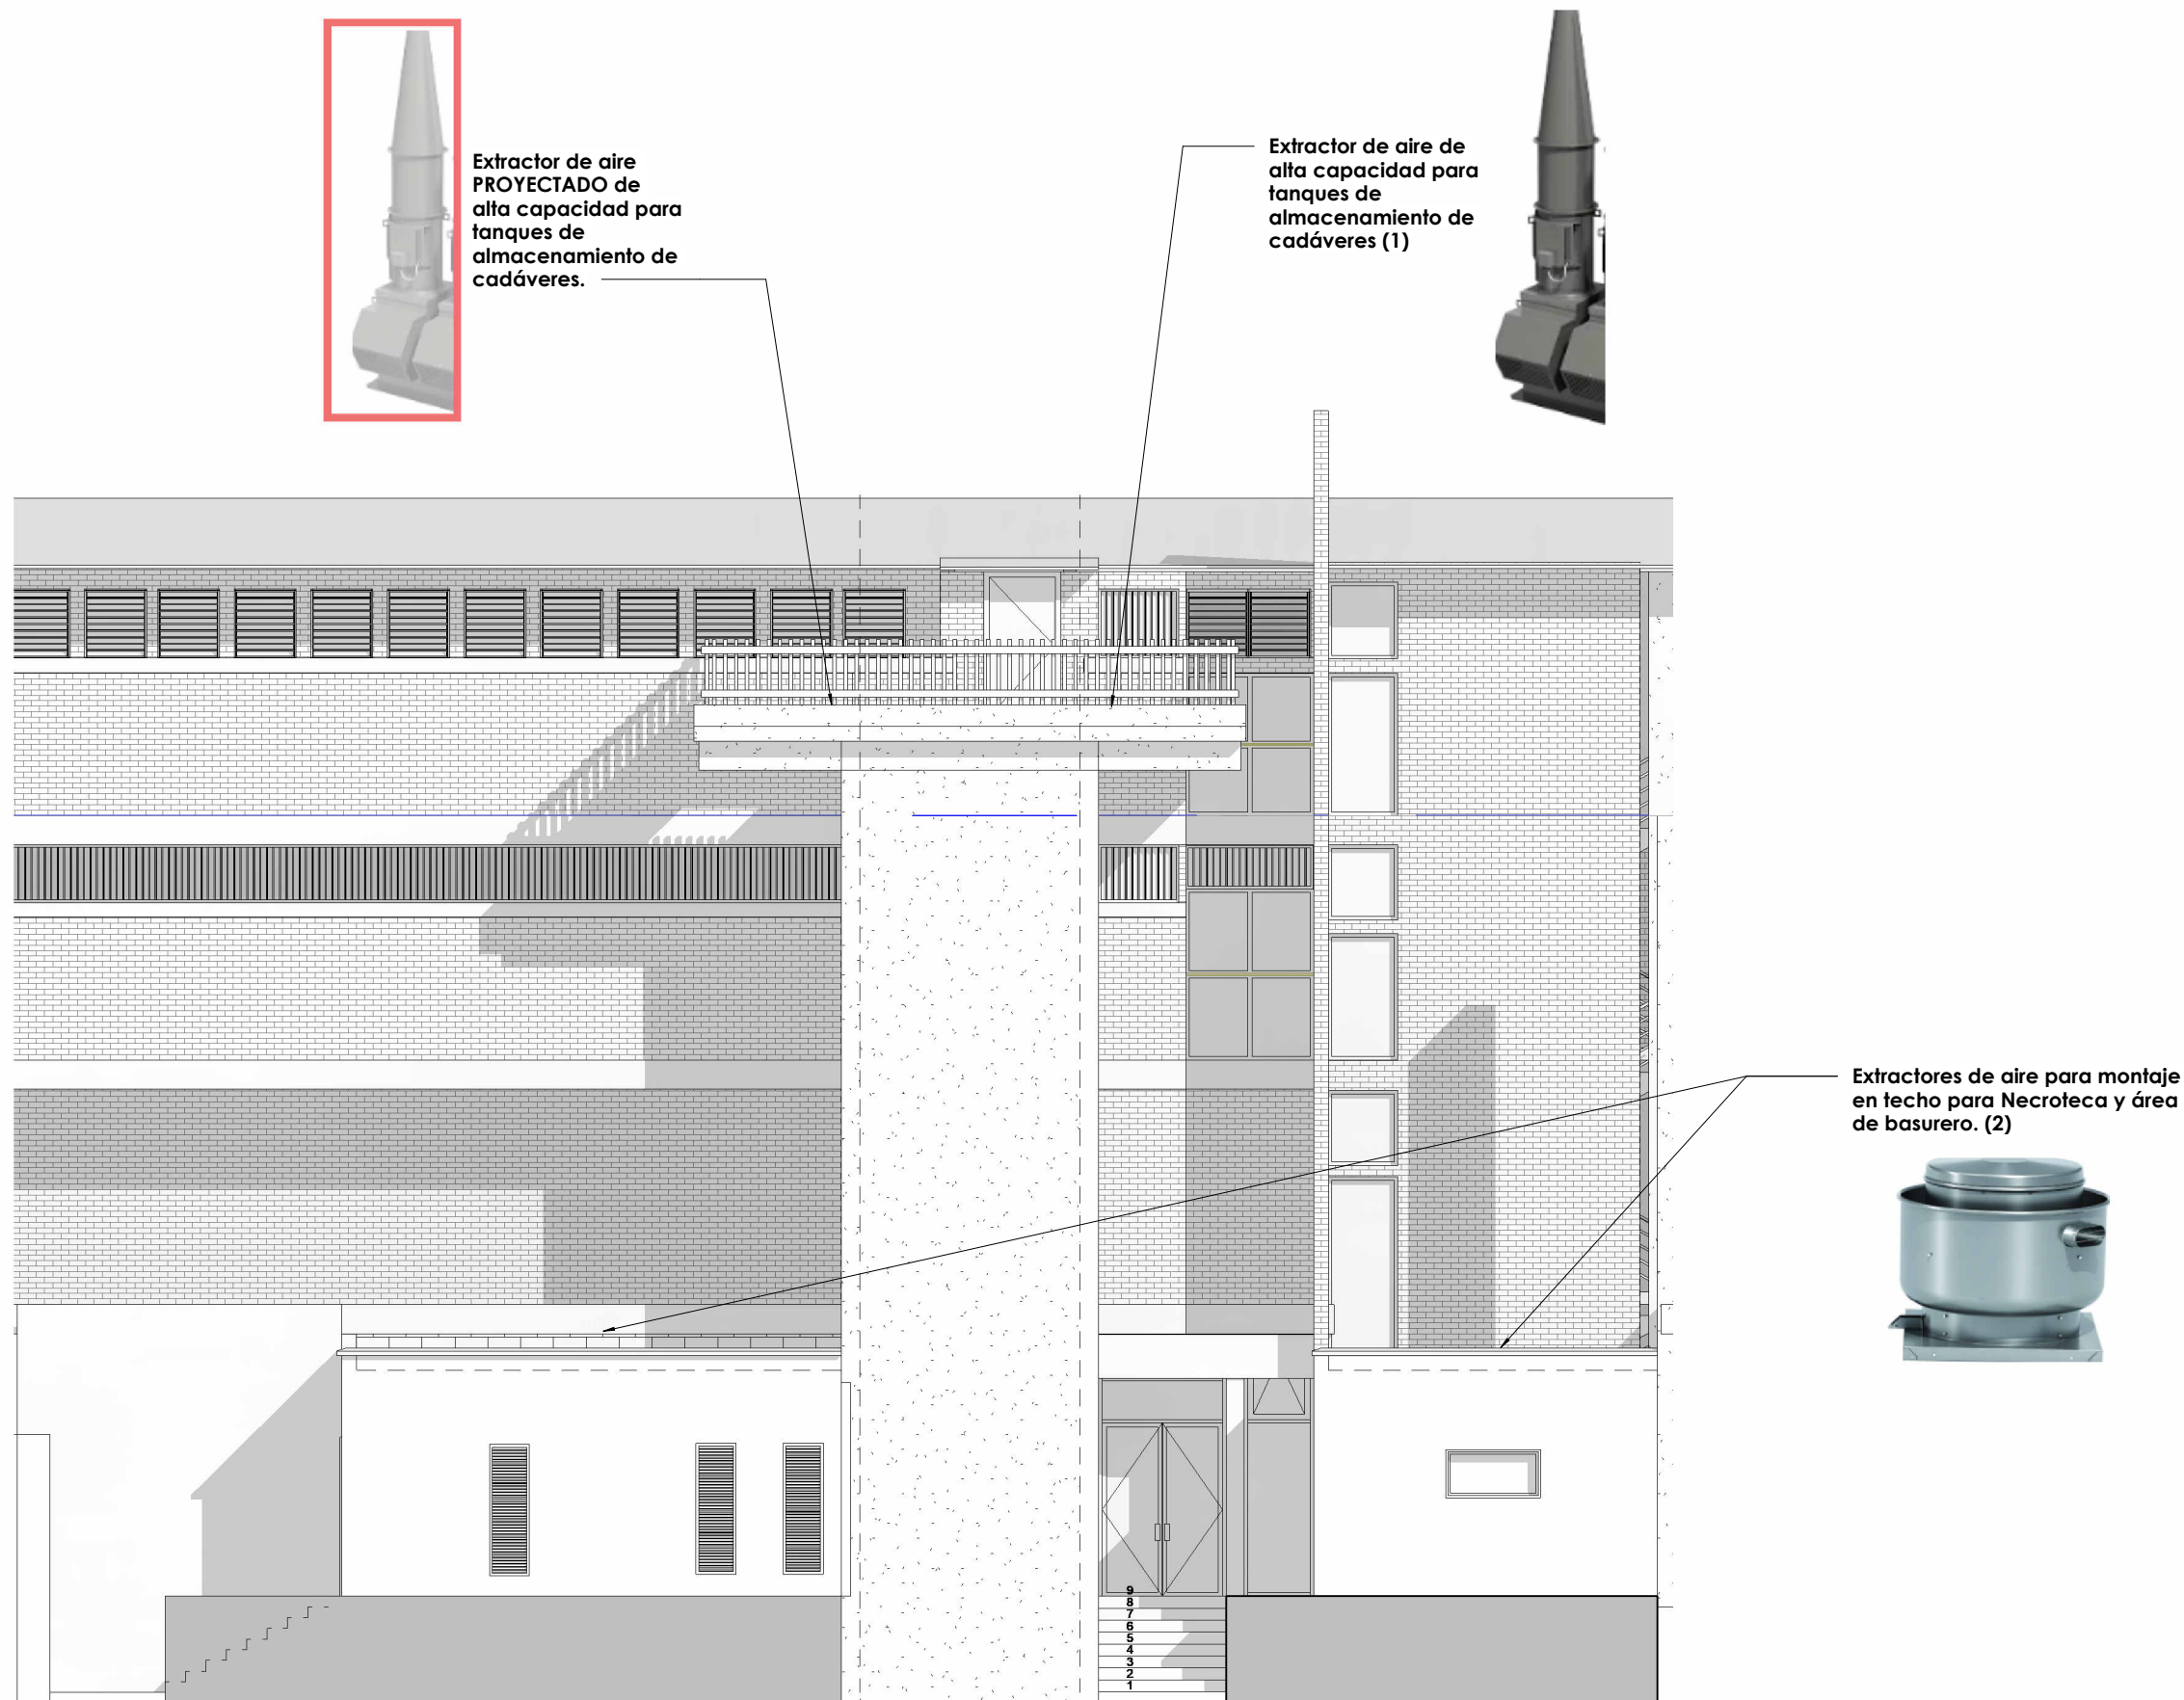 Extractor de aire
PROYECTADO de
alta capacidad para
tanques de
almacenamiento de
cadáveres.
Extractor de aire de
alta capacidad para
tanques de
almacenamiento de
cadáveres (1)
Extractores de aire para montaje
en techo para Necroteca y área
de basurero. (2)
9
8
7
6
5
4
3
2
1